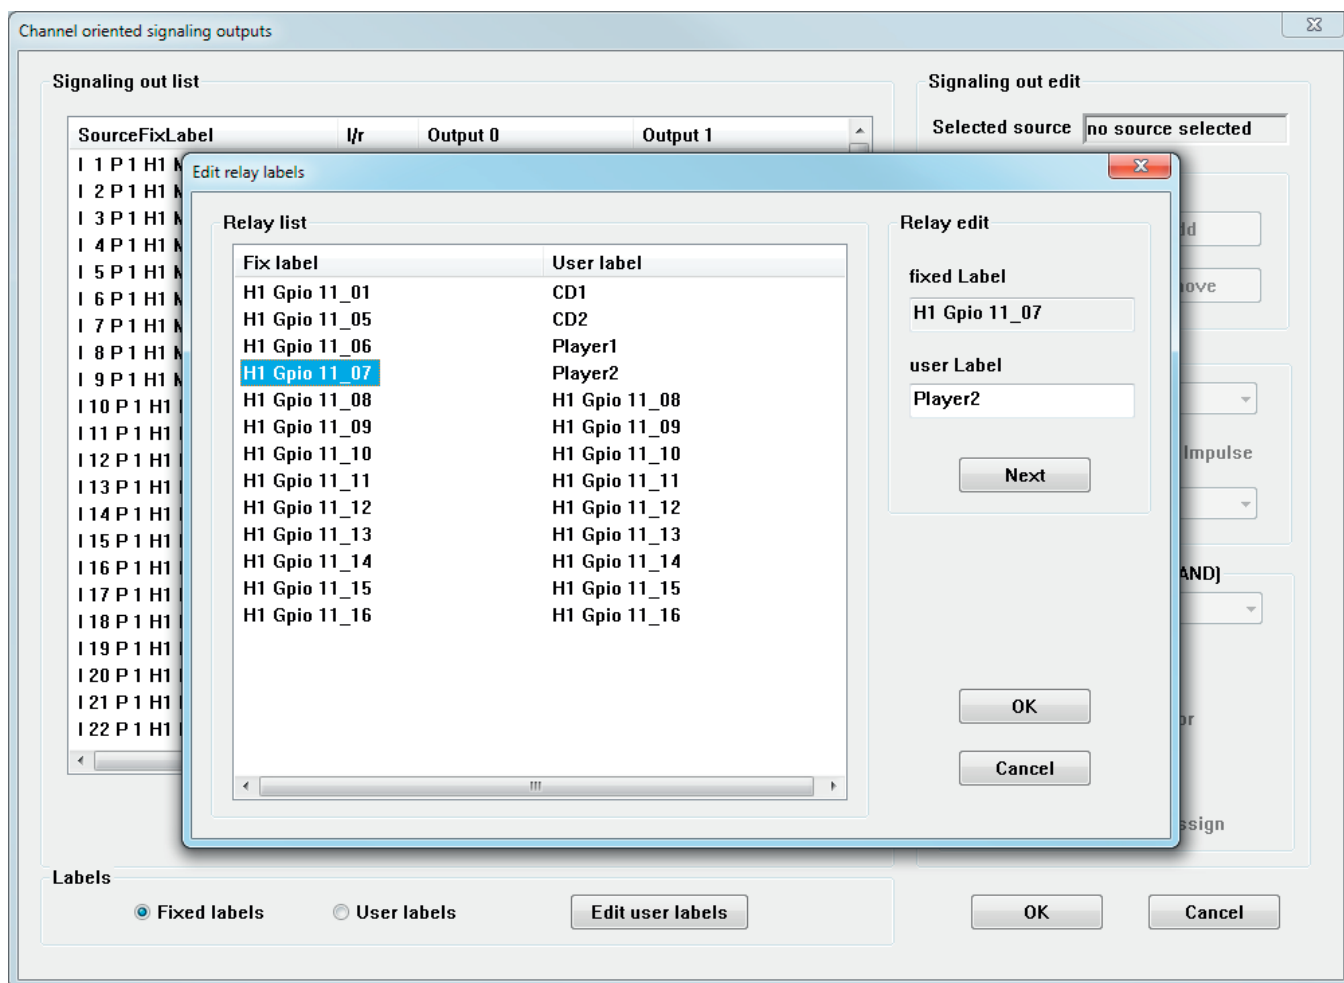 Channel oriented signaling outputs
Signaling out list
SourceFixLabel l/r Output 0 Output 1
I 1 P 1 H1
I 2 P 1 H1
I 3 P 1 H1
I 4 P 1 H1
I 5 P 1 H1
I 6 P 1 H1
I 7 P 1 H1
I 8 P 1 H1
I 9 P 1 H1
I 10 P 1 H1
I 11 P 1 H1
I 12 P 1 H1
I 13 P 1 H1
I 14 P 1 H1
I 15 P 1 H1
I 16 P 1 H1
I 17 P 1 H1
I 18 P 1 H1
I 19 P 1 H1
I 20 P 1 H1
I 21 P 1 H1
I 22 P 1 H1
Signaling out edit
Selected source no source selected
Impulse
AND)
Edit relay labels
Relay list
Fix label User label
H1 Gpio 11_01 CD1
H1 Gpio 11_05 CD2
H1 Gpio 11_06 Player1
H1 Gpio 11_07 Player2
H1 Gpio 11_08 H1 Gpio 11_08
H1 Gpio 11_09 H1 Gpio 11_09
H1 Gpio 11_10 H1 Gpio 11_10
H1 Gpio 11_11 H1 Gpio 11_11
H1 Gpio 11_12 H1 Gpio 11_12
H1 Gpio 11_13 H1 Gpio 11_13
H1 Gpio 11_14 H1 Gpio 11_14
H1 Gpio 11_15 H1 Gpio 11_15
H1 Gpio 11_16 H1 Gpio 11_16
Relay edit
fixed Label
H1 Gpio 11_07
user Label
Player2
Next
OK
Cancel
Labels
Fixed labels User labels Edit user labels
OK Cancel